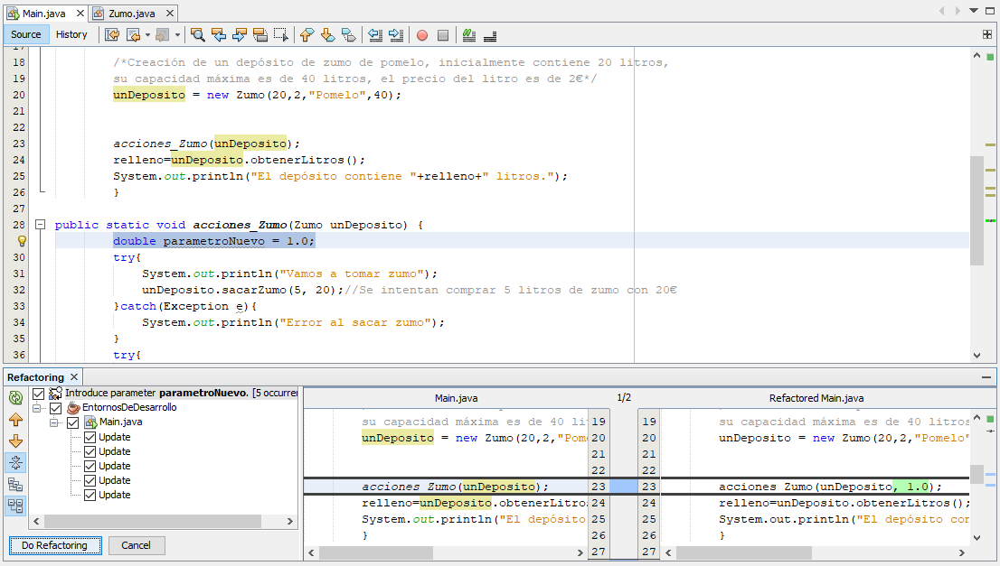 Main.java
Zumo.java
Source
History
17
18 /*Creación de un depósito de zumo de pomelo, inicialmente contiene 20 litros,
19 su capacidad máxima es de 40 litros, el precio del litro es de 2€*/
20 unDeposito = new Zumo(20,2,"Pomelo",40);
21
22
23 acciones_Zumo(unDeposito);
24 relleno=unDeposito.obtenerLitros();
25 System.out.println("El depósito contiene "+relleno+" litros.");
26 }
27
28 public static void acciones_Zumo(Zumo unDeposito) {
double parametroNuevo = 1.0;
30 try{
31 System.out.println("Vamos a tomar zumo");
32 unDeposito.sacarZumo(5, 20);//Se intentan comprar 5 litros de zumo con 20€
33 }catch(Exception e){
34 System.out.println("Error al sacar zumo");
35 }
36 try{
Refactoring
Introduce parameter parametroNuevo. [5 occurrer
EntornosDeDesarrollo
Main.java
Update
Update
Update
Update
Update
Do Refactoring
Cancel
Main.java
1/2
Refactored Main.java
su capacidad máxima es de 40 li 19
unDeposito = new Zumo(20,2,"Pom 20
21
22
acciones_Zumo(unDeposito); 23
relleno=unDeposito.obtenerLitro 24
System.out.println("El depósito 25
} 26
27
19 su capacidad máxima es de 40 litros
20 unDeposito = new Zumo(20,2,"Pomelo"
21
22
23 acciones_Zumo(unDeposito, 1.0);
24 relleno=unDeposito.obtenerLitros();
25 System.out.println("El depósito con
26 }
27